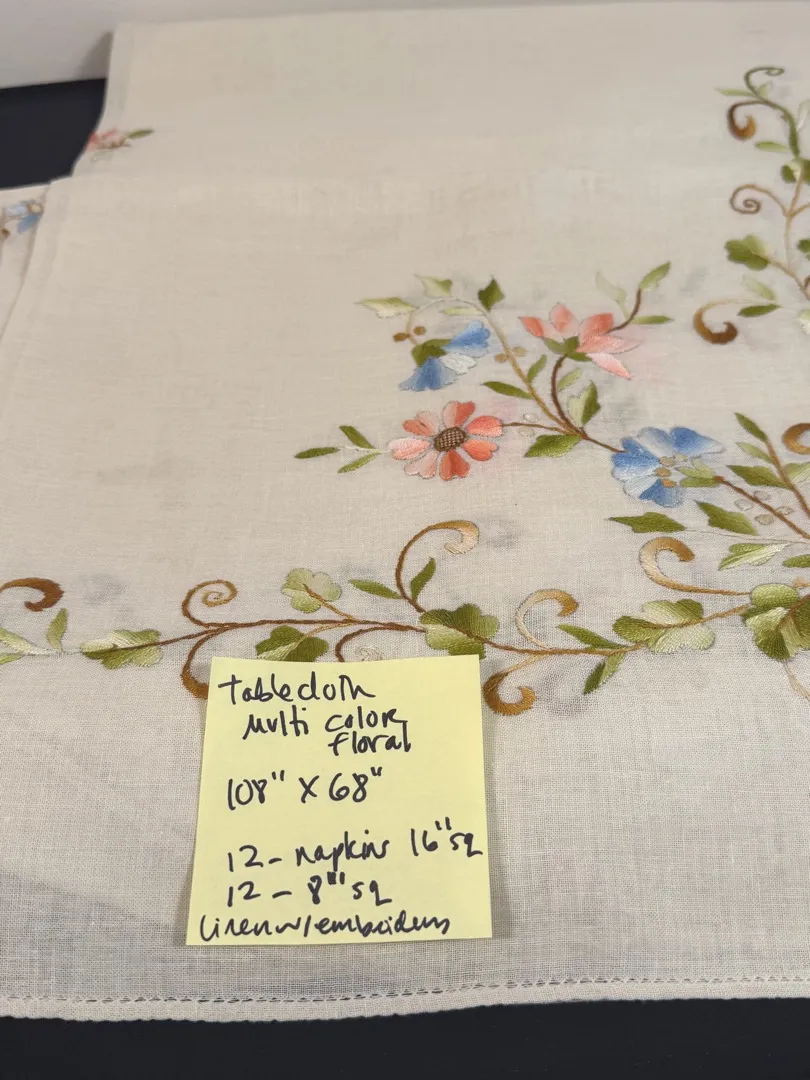 Tablecloth
Multi color
floral
108" X 68"
12 - napkins 16" sq
12 - 8" sq
Linen w/embroidery